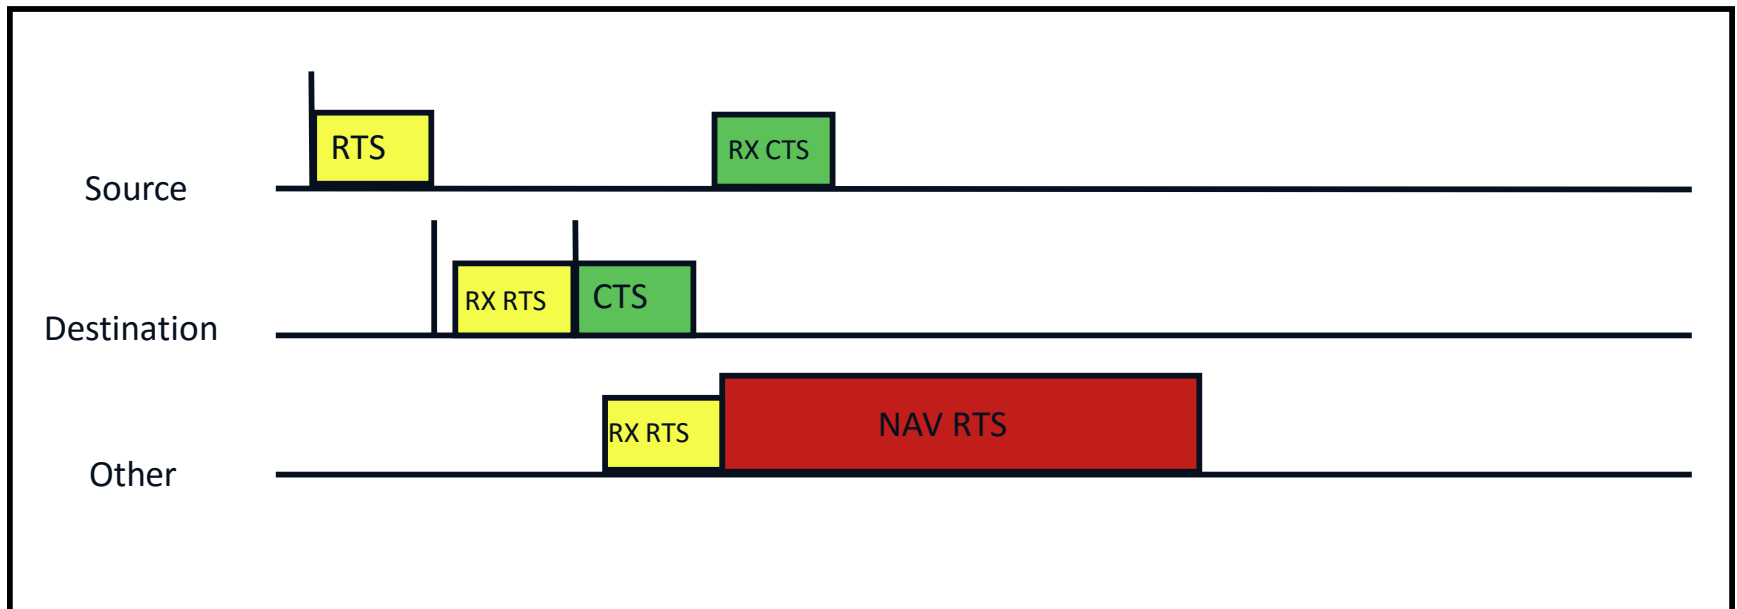 RTS
RX CTS
Source
RX RTS
CTS
Destination
RX RTS
NAV RTS
Other